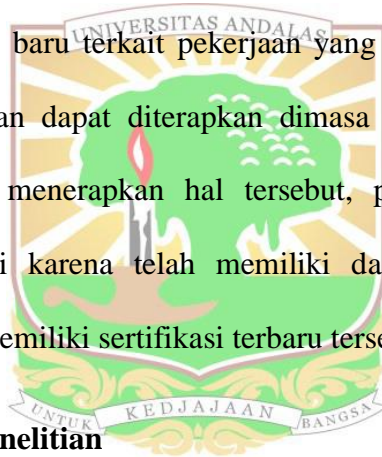 UNIVERSITAS ANDALAS
baru terkait pekerjaan yang
an dapat diterapkan dimasa
menerapkan hal tersebut, p
i karena telah memiliki da
emiliki sertifikasi terbaru terse
UNTUK KEDJAJAAN BANGSA
nelitian